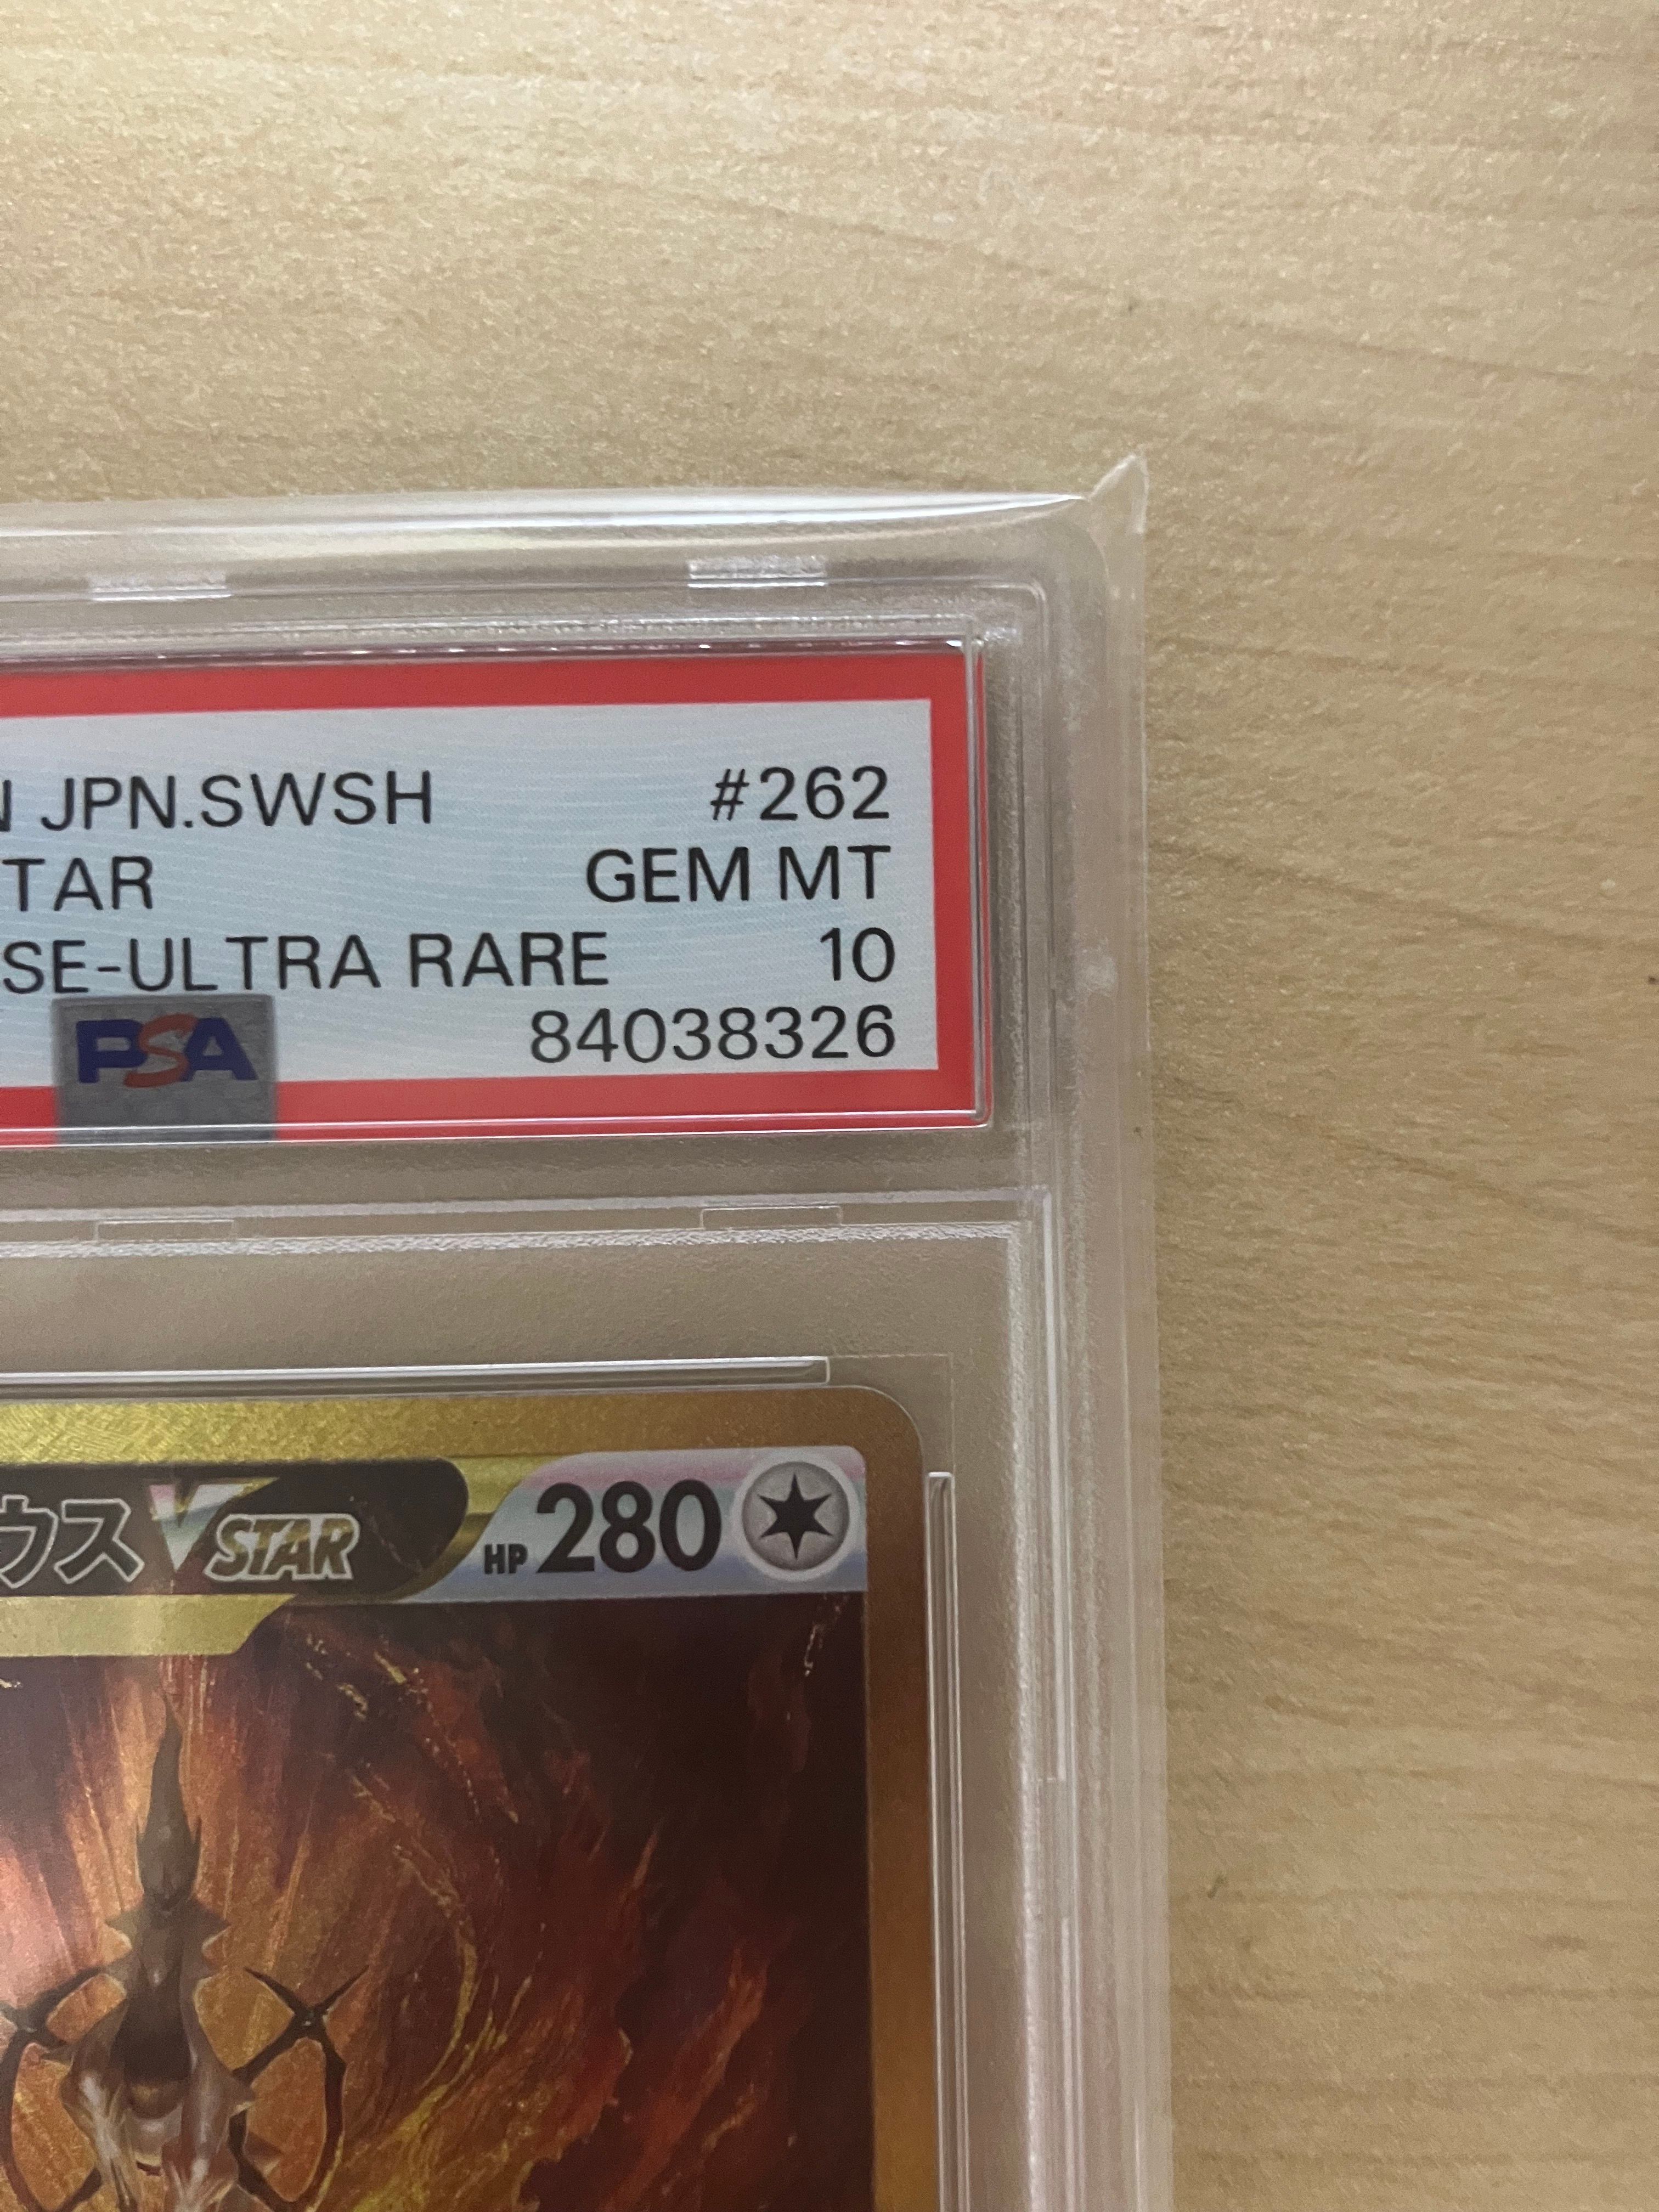 N JPN.SWSH #262
TAR GEM MT
SE-ULTRA RARE 10
PSA 84038326
ウス VSTAR HP 280